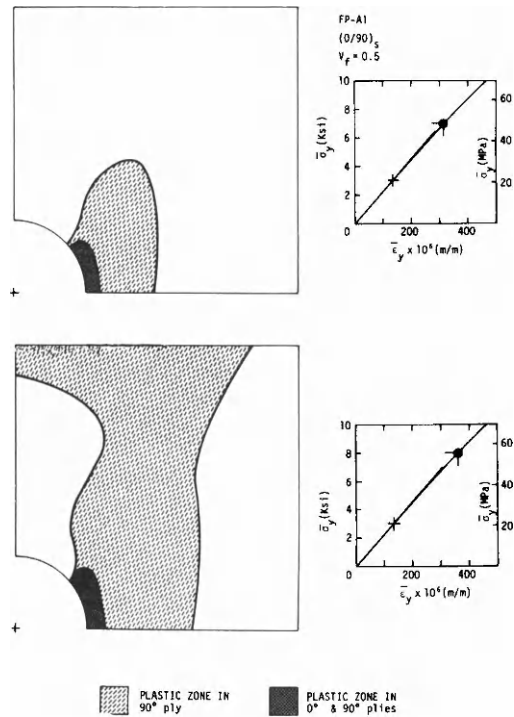 FP-A1
(0/90)s
Vf = 0.5
10
8
6
4
2
0
σ̄y (Ksi)
60
40
20
σ̄y (MPa)
200 400
ε̄y x 10⁶ (m/m)
10
8
6
4
2
0
σ̄y (Ksi)
60
40
20
σ̄y (MPa)
200 400
ε̄y x 10⁶ (m/m)
PLASTIC ZONE IN
90° ply
PLASTIC ZONE IN
0° & 90° plies